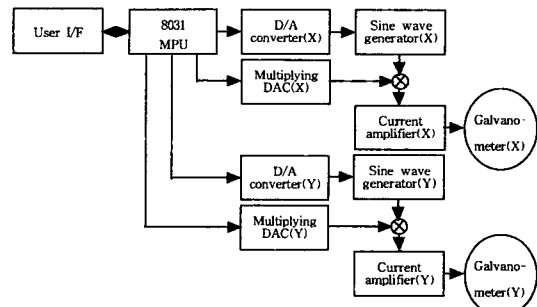 User I/F
8031
MPU
D/A
converter(X)
Sine wave
generator(X)
Multiplying
DAC(X)
Current
amplifier(X)
Galvano-
meter(X)
D/A
converter(Y)
Sine wave
generator(Y)
Multiplying
DAC(Y)
Current
amplifier(Y)
Galvano-
meter(Y)